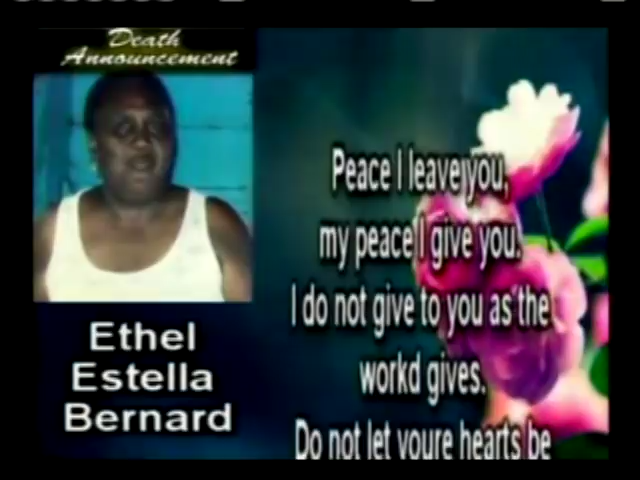 Death
Announcement
Ethel
Estella
Bernard
Peace I leave you,
my peace I give you.
I do not give to you as the
workd gives.
Do not let youre hearts be